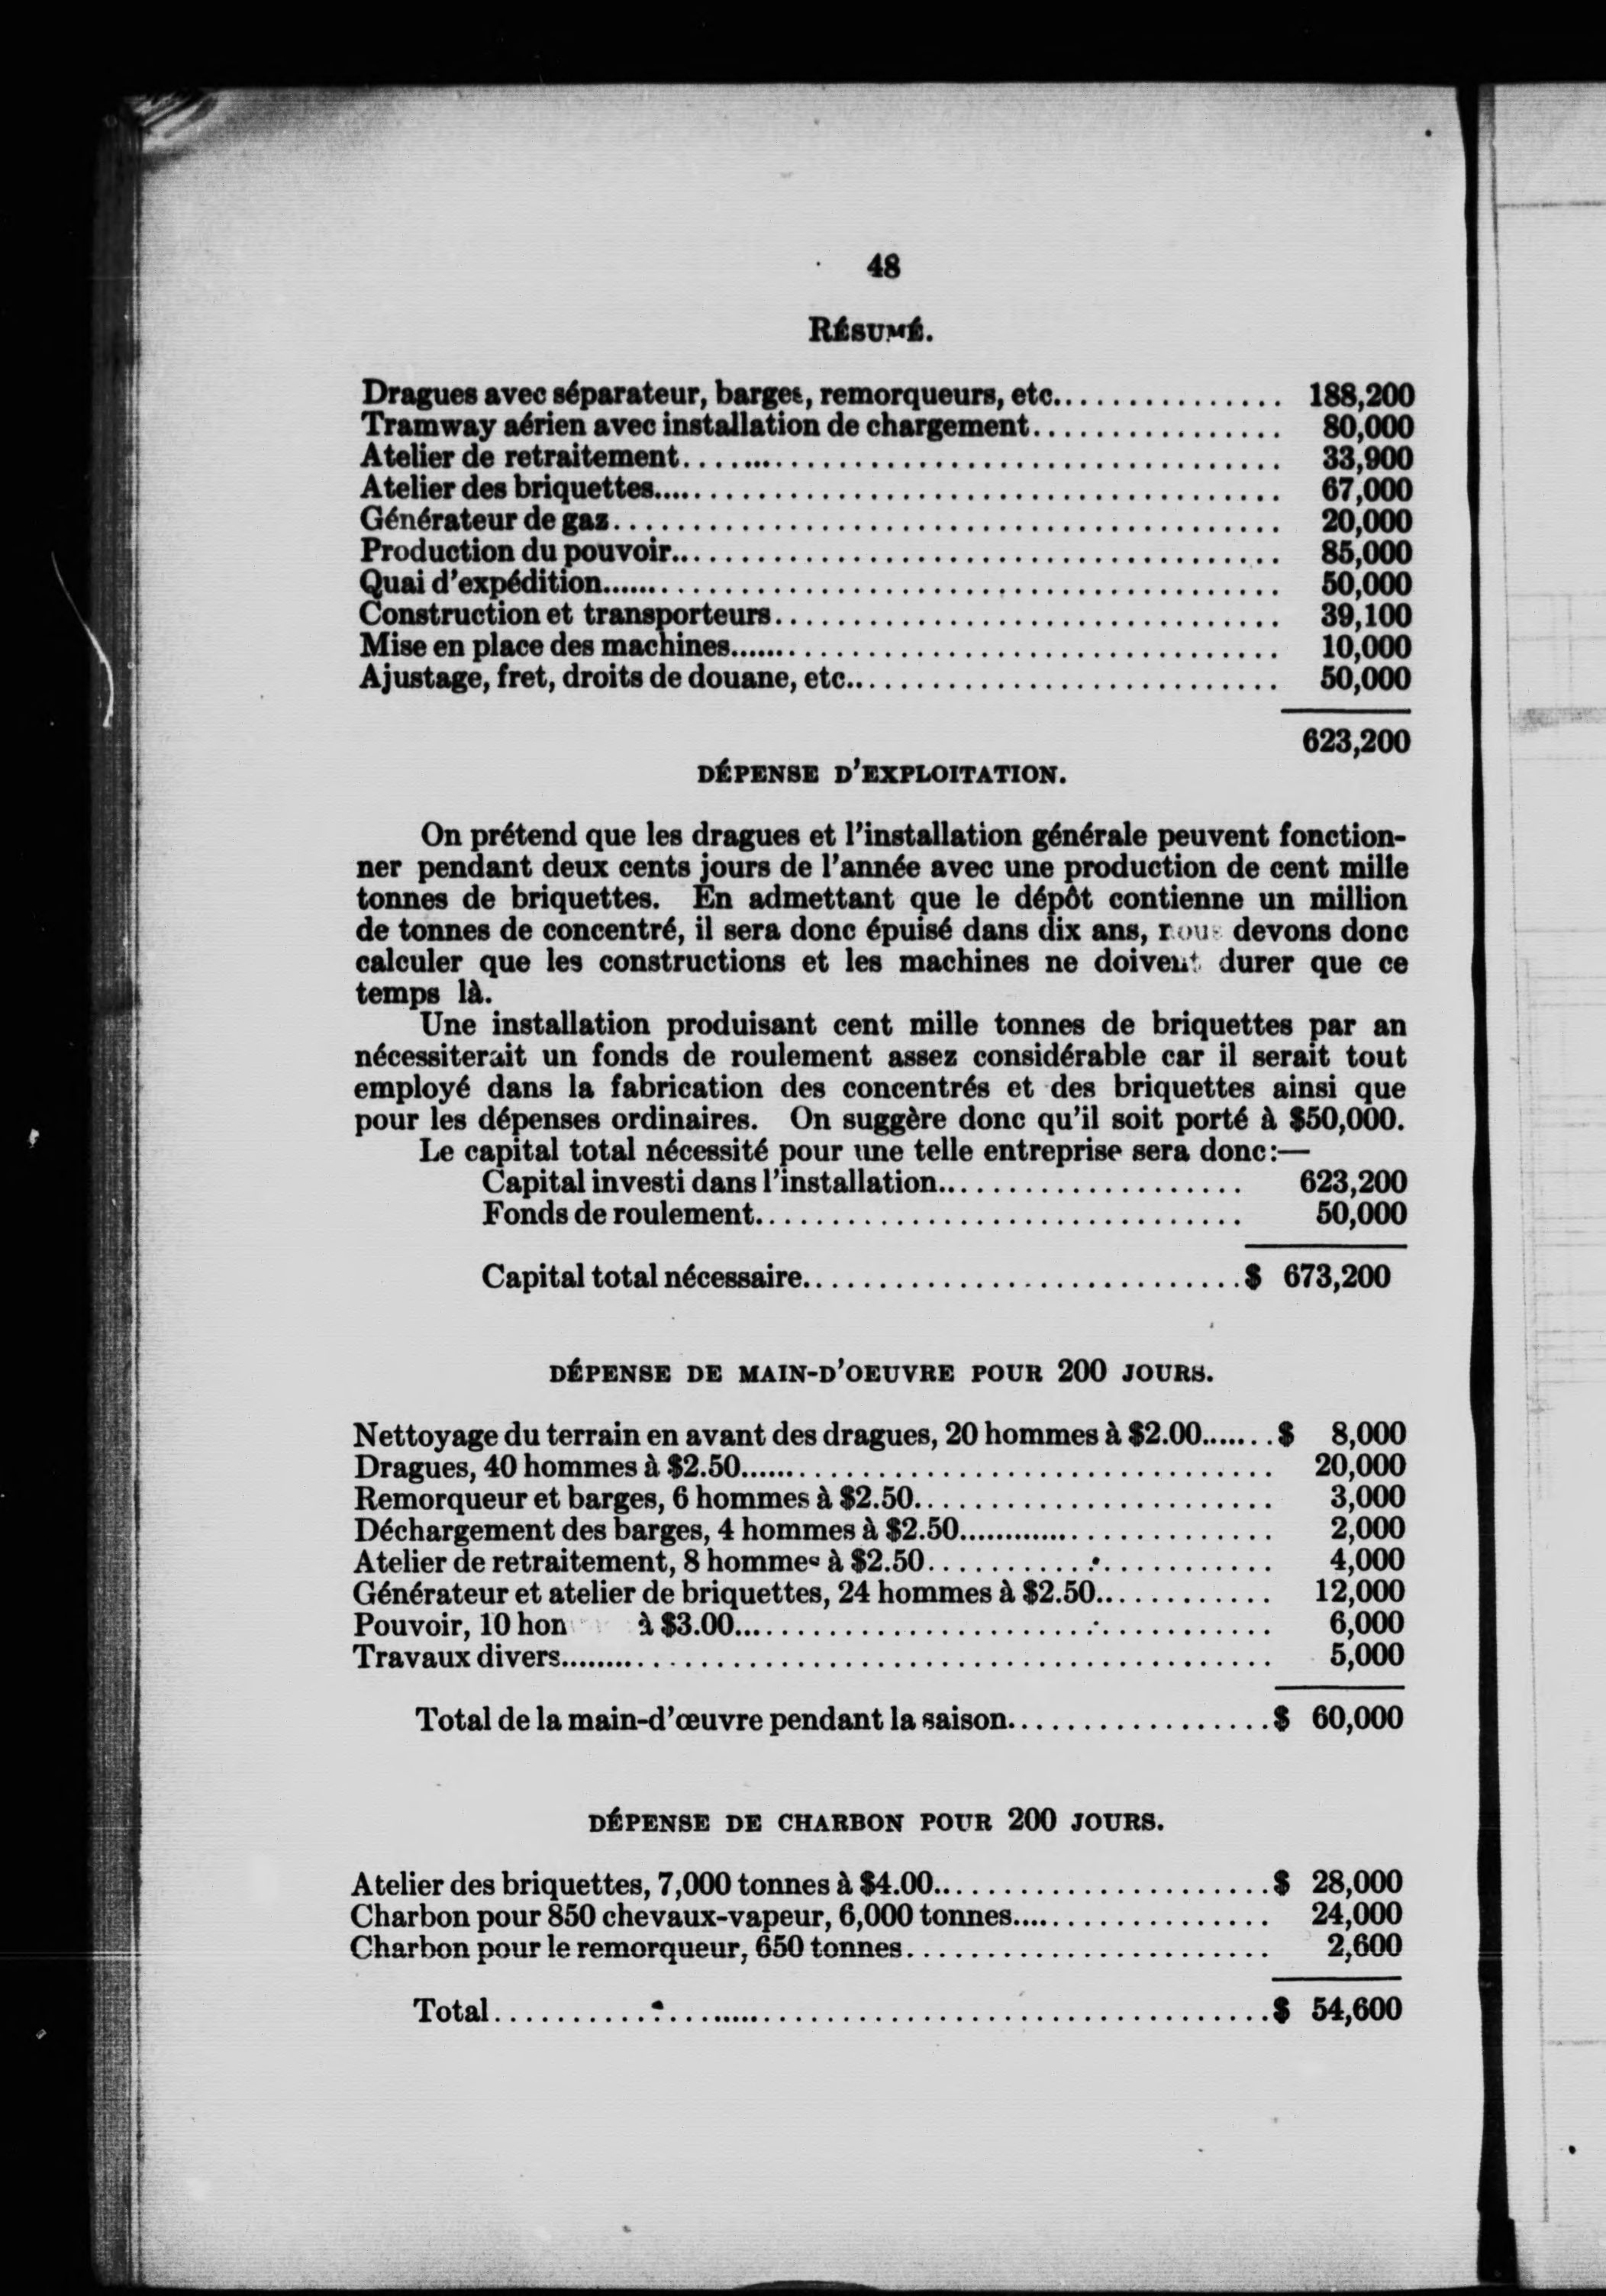 48
RÉSUMÉ.
Dragues avec séparateur, barges, remorqueurs, etc................ 188,200
Tramway aérien avec installation de chargement................. 80,000
Atelier de retraitement........................................ 33,900
Atelier des briquettes......................................... 67,000
Générateur de gaz.............................................. 20,000
Production du pouvoir.......................................... 85,000
Quai d'expédition.............................................. 50,000
Construction et transporteurs.................................. 39,100
Mise en place des machines..................................... 10,000
Ajustage, fret, droits de douane, etc.......................... 50,000
623,200
DÉPENSE D'EXPLOITATION.
On prétend que les dragues et l'installation générale peuvent fonction-
ner pendant deux cents jours de l'année avec une production de cent mille
tonnes de briquettes. En admettant que le dépôt contienne un million
de tonnes de concentré, il sera donc épuisé dans dix ans, nous devons donc
calculer que les constructions et les machines ne doivent durer que ce
temps là.
Une installation produisant cent mille tonnes de briquettes par an
nécessiterait un fonds de roulement assez considérable car il serait tout
employé dans la fabrication des concentrés et des briquettes ainsi que
pour les dépenses ordinaires. On suggère donc qu'il soit porté à $50,000.
Le capital total nécessité pour une telle entreprise sera donc:—
Capital investi dans l'installation.................... 623,200
Fonds de roulement............................... 50,000
Capital total nécessaire.............................$ 673,200
DÉPENSE DE MAIN-D'OEUVRE POUR 200 JOURS.
Nettoyage du terrain en avant des dragues, 20 hommes à $2.00.......$ 8,000
Dragues, 40 hommes à $2.50.................................... 20,000
Remorqueur et barges, 6 hommes à $2.50........................ 3,000
Déchargement des barges, 4 hommes à $2.50......................... 2,000
Atelier de retraitement, 8 hommes à $2.50....................... 4,000
Générateur et atelier de briquettes, 24 hommes à $2.50............ 12,000
Pouvoir, 10 hon à $3.00................................. 6,000
Travaux divers.......................................... 5,000
Total de la main-d'œuvre pendant la saison..................$ 60,000
DÉPENSE DE CHARBON POUR 200 JOURS.
Atelier des briquettes, 7,000 tonnes à $4.00........................$ 28,000
Charbon pour 850 chevaux-vapeur, 6,000 tonnes................... 24,000
Charbon pour le remorqueur, 650 tonnes........................ 2,600
Total....................................................$ 54,600